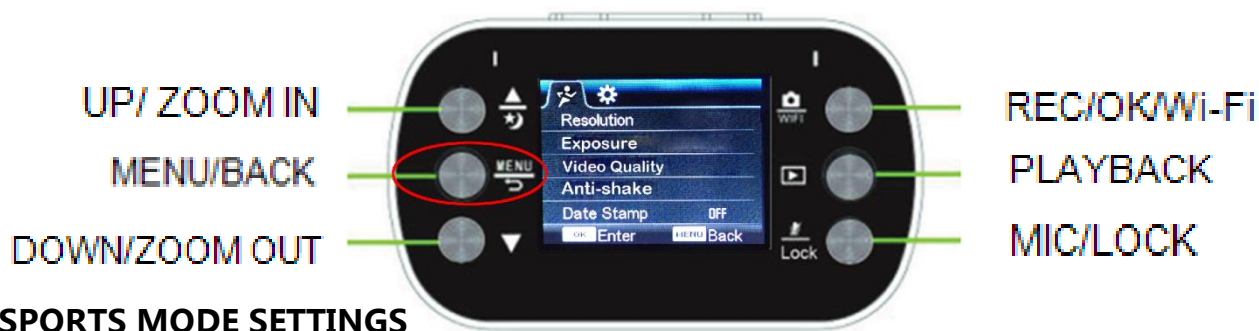 UP/ ZOOM IN
MENU/BACK
DOWN/ZOOM OUT
MENU
Resolution
Exposure
Video Quality
Anti-shake
Date Stamp OFF
OK Enter MENU Back
WIFI
Lock
REC/OK/Wi-Fi
PLAYBACK
MIC/LOCK
SPORTS MODE SETTINGS